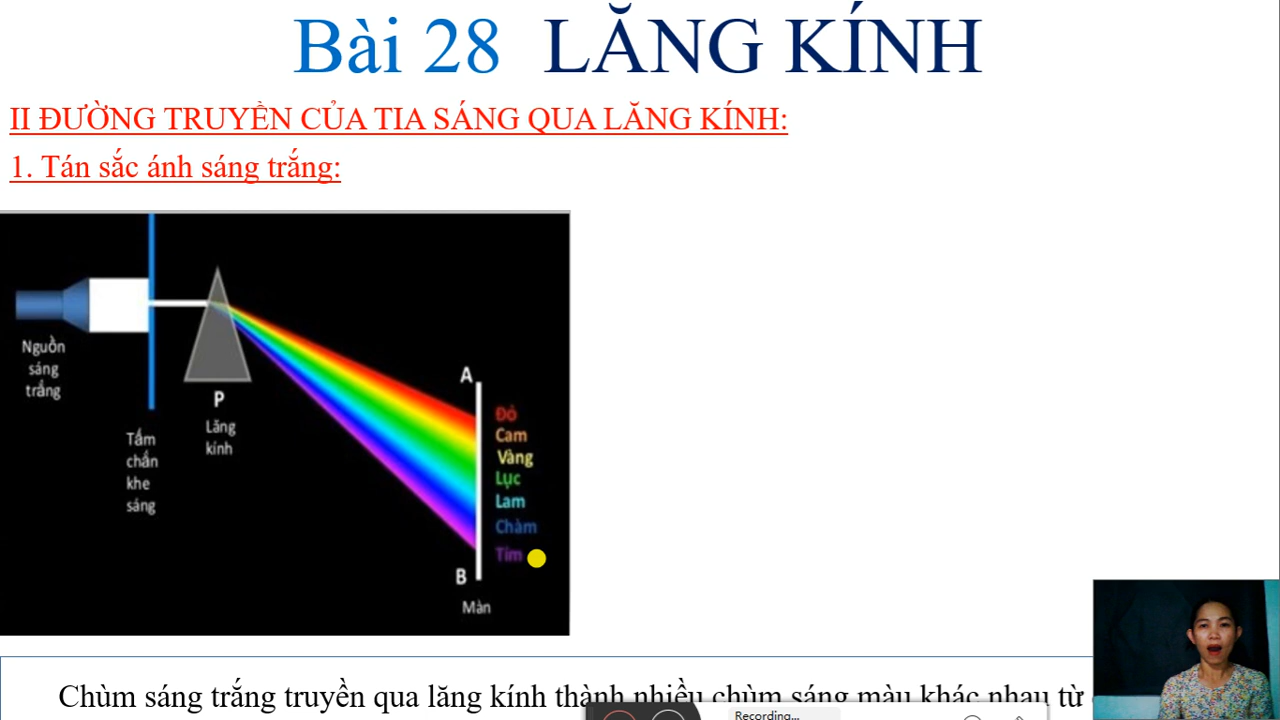 Bài 28 LĂNG KÍNH
II ĐƯỜNG TRUYỀN CỦA TIA SÁNG QUA LĂNG KÍNH:
1. Tán sắc ánh sáng trắng:
Nguồn
sáng
trắng
Tấm
chắn
khe
sáng
P
Lăng
kính
A
Đỏ
Cam
Vàng
Lục
Lam
Chàm
Tím
B
Màn
Chùm sáng trắng truyền qua lăng kính thành nhiều chùm sáng màu khác nhau từ
Recording...